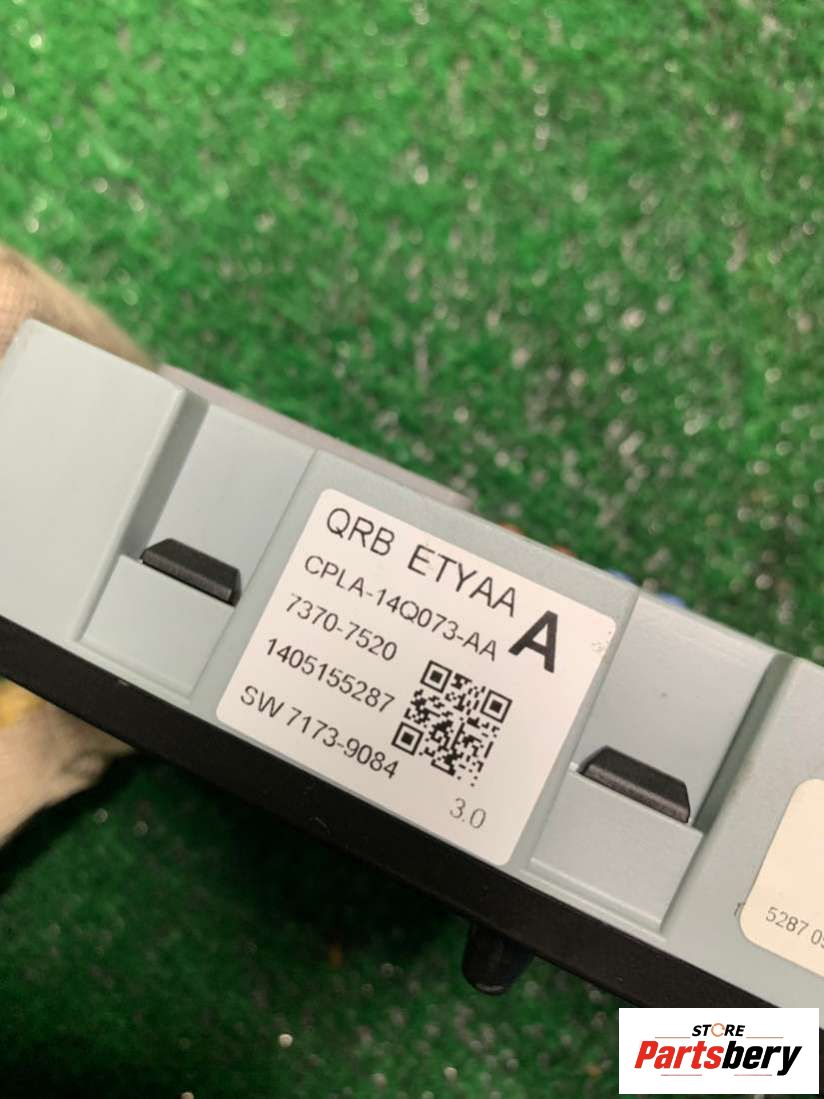 QRB ETYAA
CPLA-14Q073-AA
A
7370-7520
1405155287
SW 7173-9084
3.0
5287
STORE
Partsbery